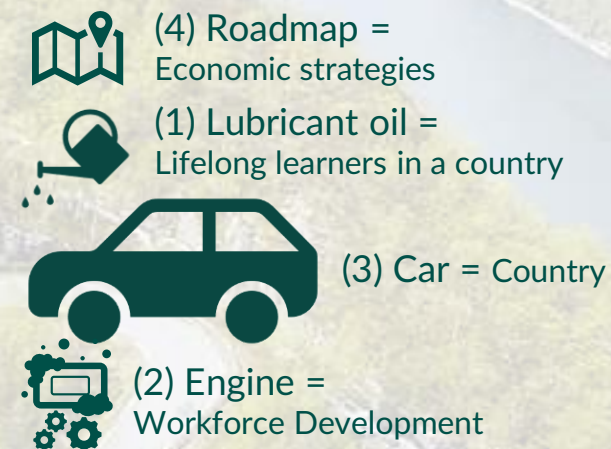 (4) Roadmap =
Economic strategies
(1) Lubricant oil =
Lifelong learners in a country
(3) Car = Country
(2) Engine =
Workforce Development